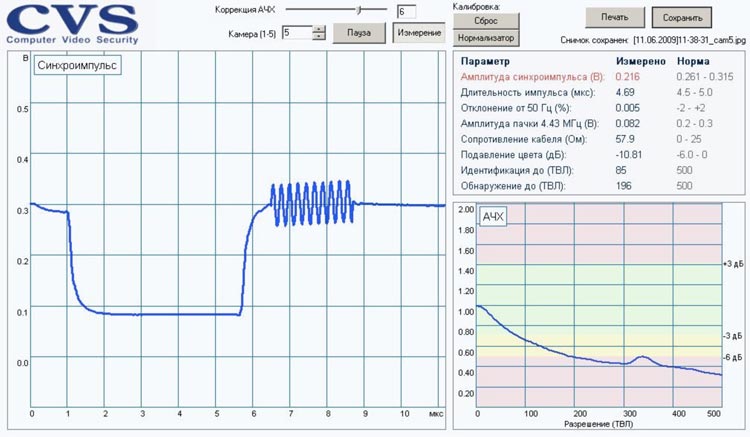 CVS
Computer Video Security
Коррекция АЧХ 6
Камера (1-5) 5 Пауза Измерение
Калибровка:
Сброс
Нормализатор
Печать Сохранить
Снимок сохранен: [11.06.2009]11-38-31_cam5.jpg
В
Синхроимпульс
0.5
0.4
0.3
0.2
0.1
0.0
0 1 2 3 4 5 6 7 8 9 10 мкс
Параметр Измерено Норма
Амплитуда синхроимпульса (В): 0.216 0.261 - 0.315
Длительность импульса (мкс): 4.69 4.5 - 5.0
Отклонение от 50 Гц (%): 0.005 -2 - +2
Амплитуда пачки 4.43 МГц (В): 0.082 0.2 - 0.3
Сопротивление кабеля (Ом): 57.9 0 - 25
Подавление цвета (дБ): -10.81 -6.0 - 0
Идентификация до (ТВЛ): 85 500
Обнаружение до (ТВЛ): 196 500
АЧХ
2.00
1.80
1.60
1.40
1.20
1.00
0.80
0.60
0.40
0.20
+3 дБ
-3 дБ
-6 дБ
0 100 200 300 400 500
Разрешение (ТВЛ)